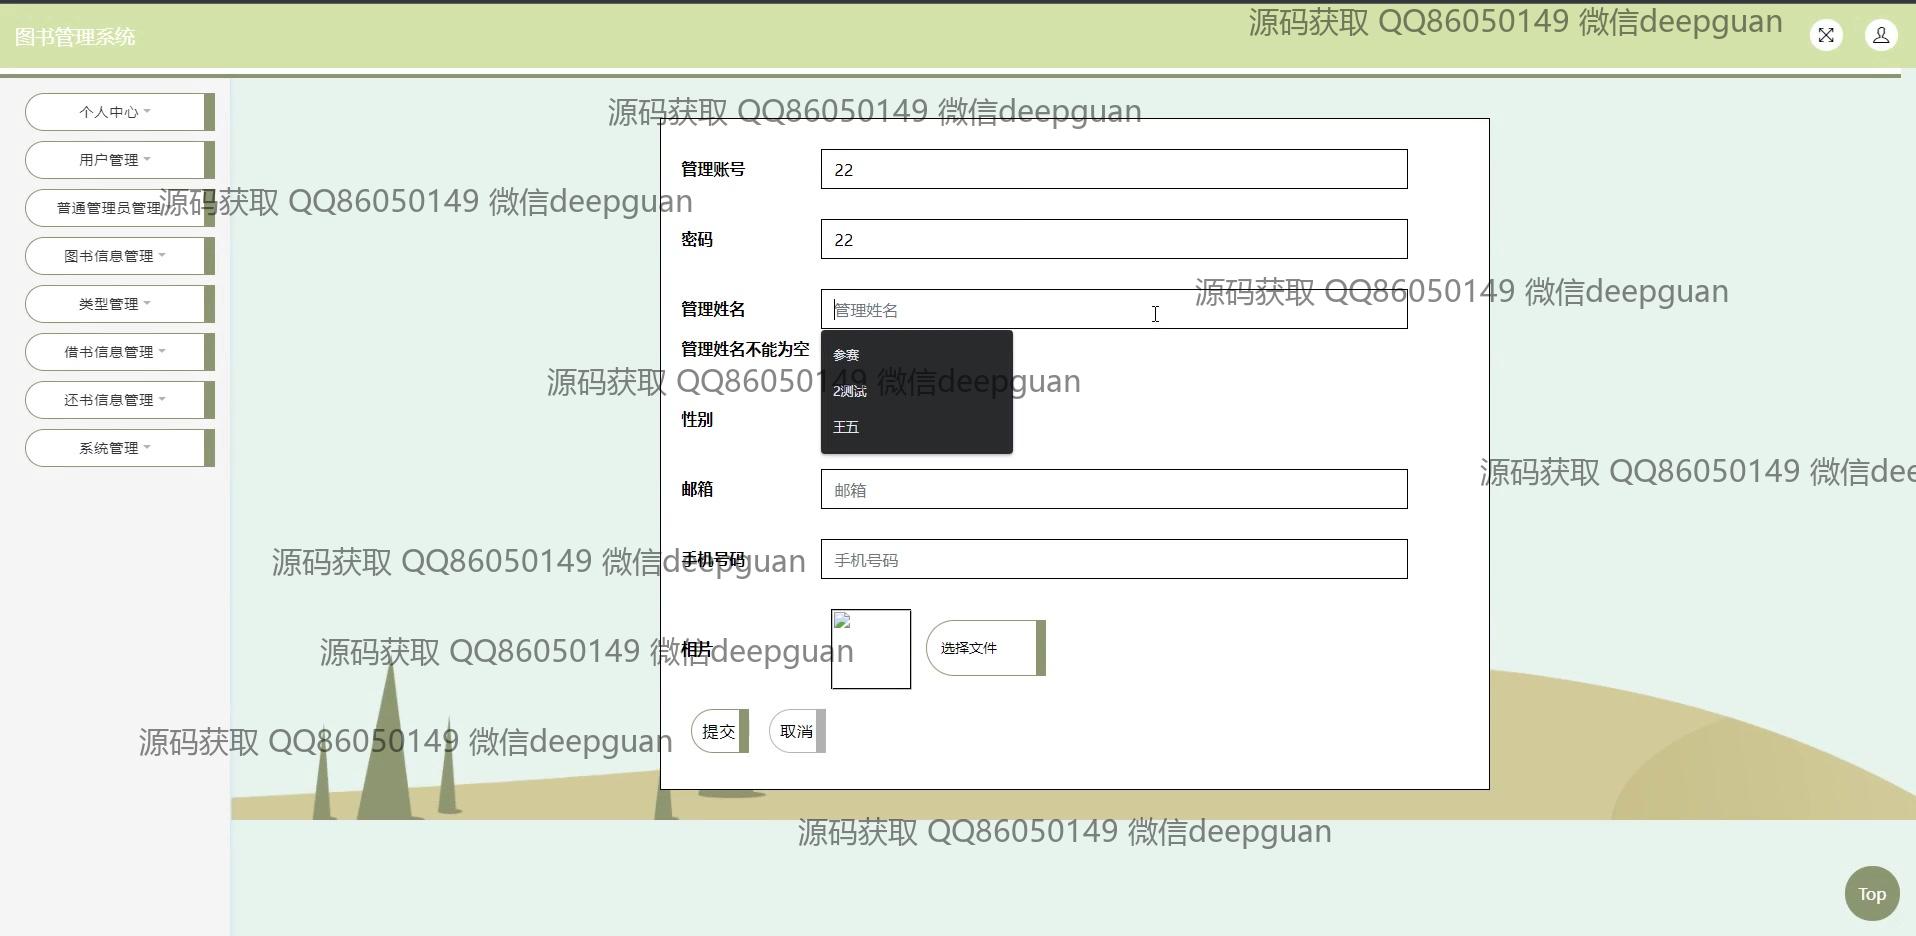 图书管理系统
源码获取 QQ86050149 微信deepguan
个人中心
用户管理
普通管理员管理
图书信息管理
类型管理
借书信息管理
还书信息管理
系统管理
源码获取 QQ86050149 微信deepguan
管理账号
22
源码获取 QQ86050149 微信deepguan
密码
22
源码获取 QQ86050149 微信deepguan
管理姓名
管理姓名
管理姓名不能为空
参赛
源码获取 QQ86050149 微信deepguan
2测试
性别
王五
源码获取 QQ86050149 微信dee
邮箱
邮箱
源码获取 QQ86050149 微信deepguan
手机号码
手机号码
源码获取 QQ86050149 微信deepguan
相片
选择文件
提交
取消
源码获取 QQ86050149 微信deepguan
源码获取 QQ86050149 微信deepguan
Top